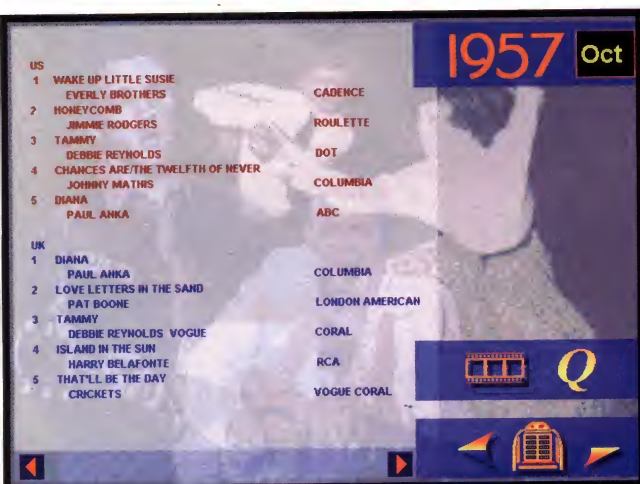 1957 Oct
US
1 WAKE UP LITTLE SUSIE
EVERLY BROTHERS CADENCE
2 HONEYCOMB
JIMMIE RODGERS ROULETTE
3 TAMMY
DEBBIE REYNOLDS DOT
4 CHANCES ARE/THE TWELFTH OF NEVER
JOHNNY MATHIS COLUMBIA
5 DIANA
PAUL ANKA ABC
UK
1 DIANA
PAUL ANKA COLUMBIA
2 LOVE LETTERS IN THE SAND
PAT BOONE LONDON AMERICAN
3 TAMMY
DEBBIE REYNOLDS VOGUE CORAL
4 ISLAND IN THE SUN
HARRY BELAFONTE RCA
5 THAT'LL BE THE DAY
CRICKETS VOGUE CORAL
Q